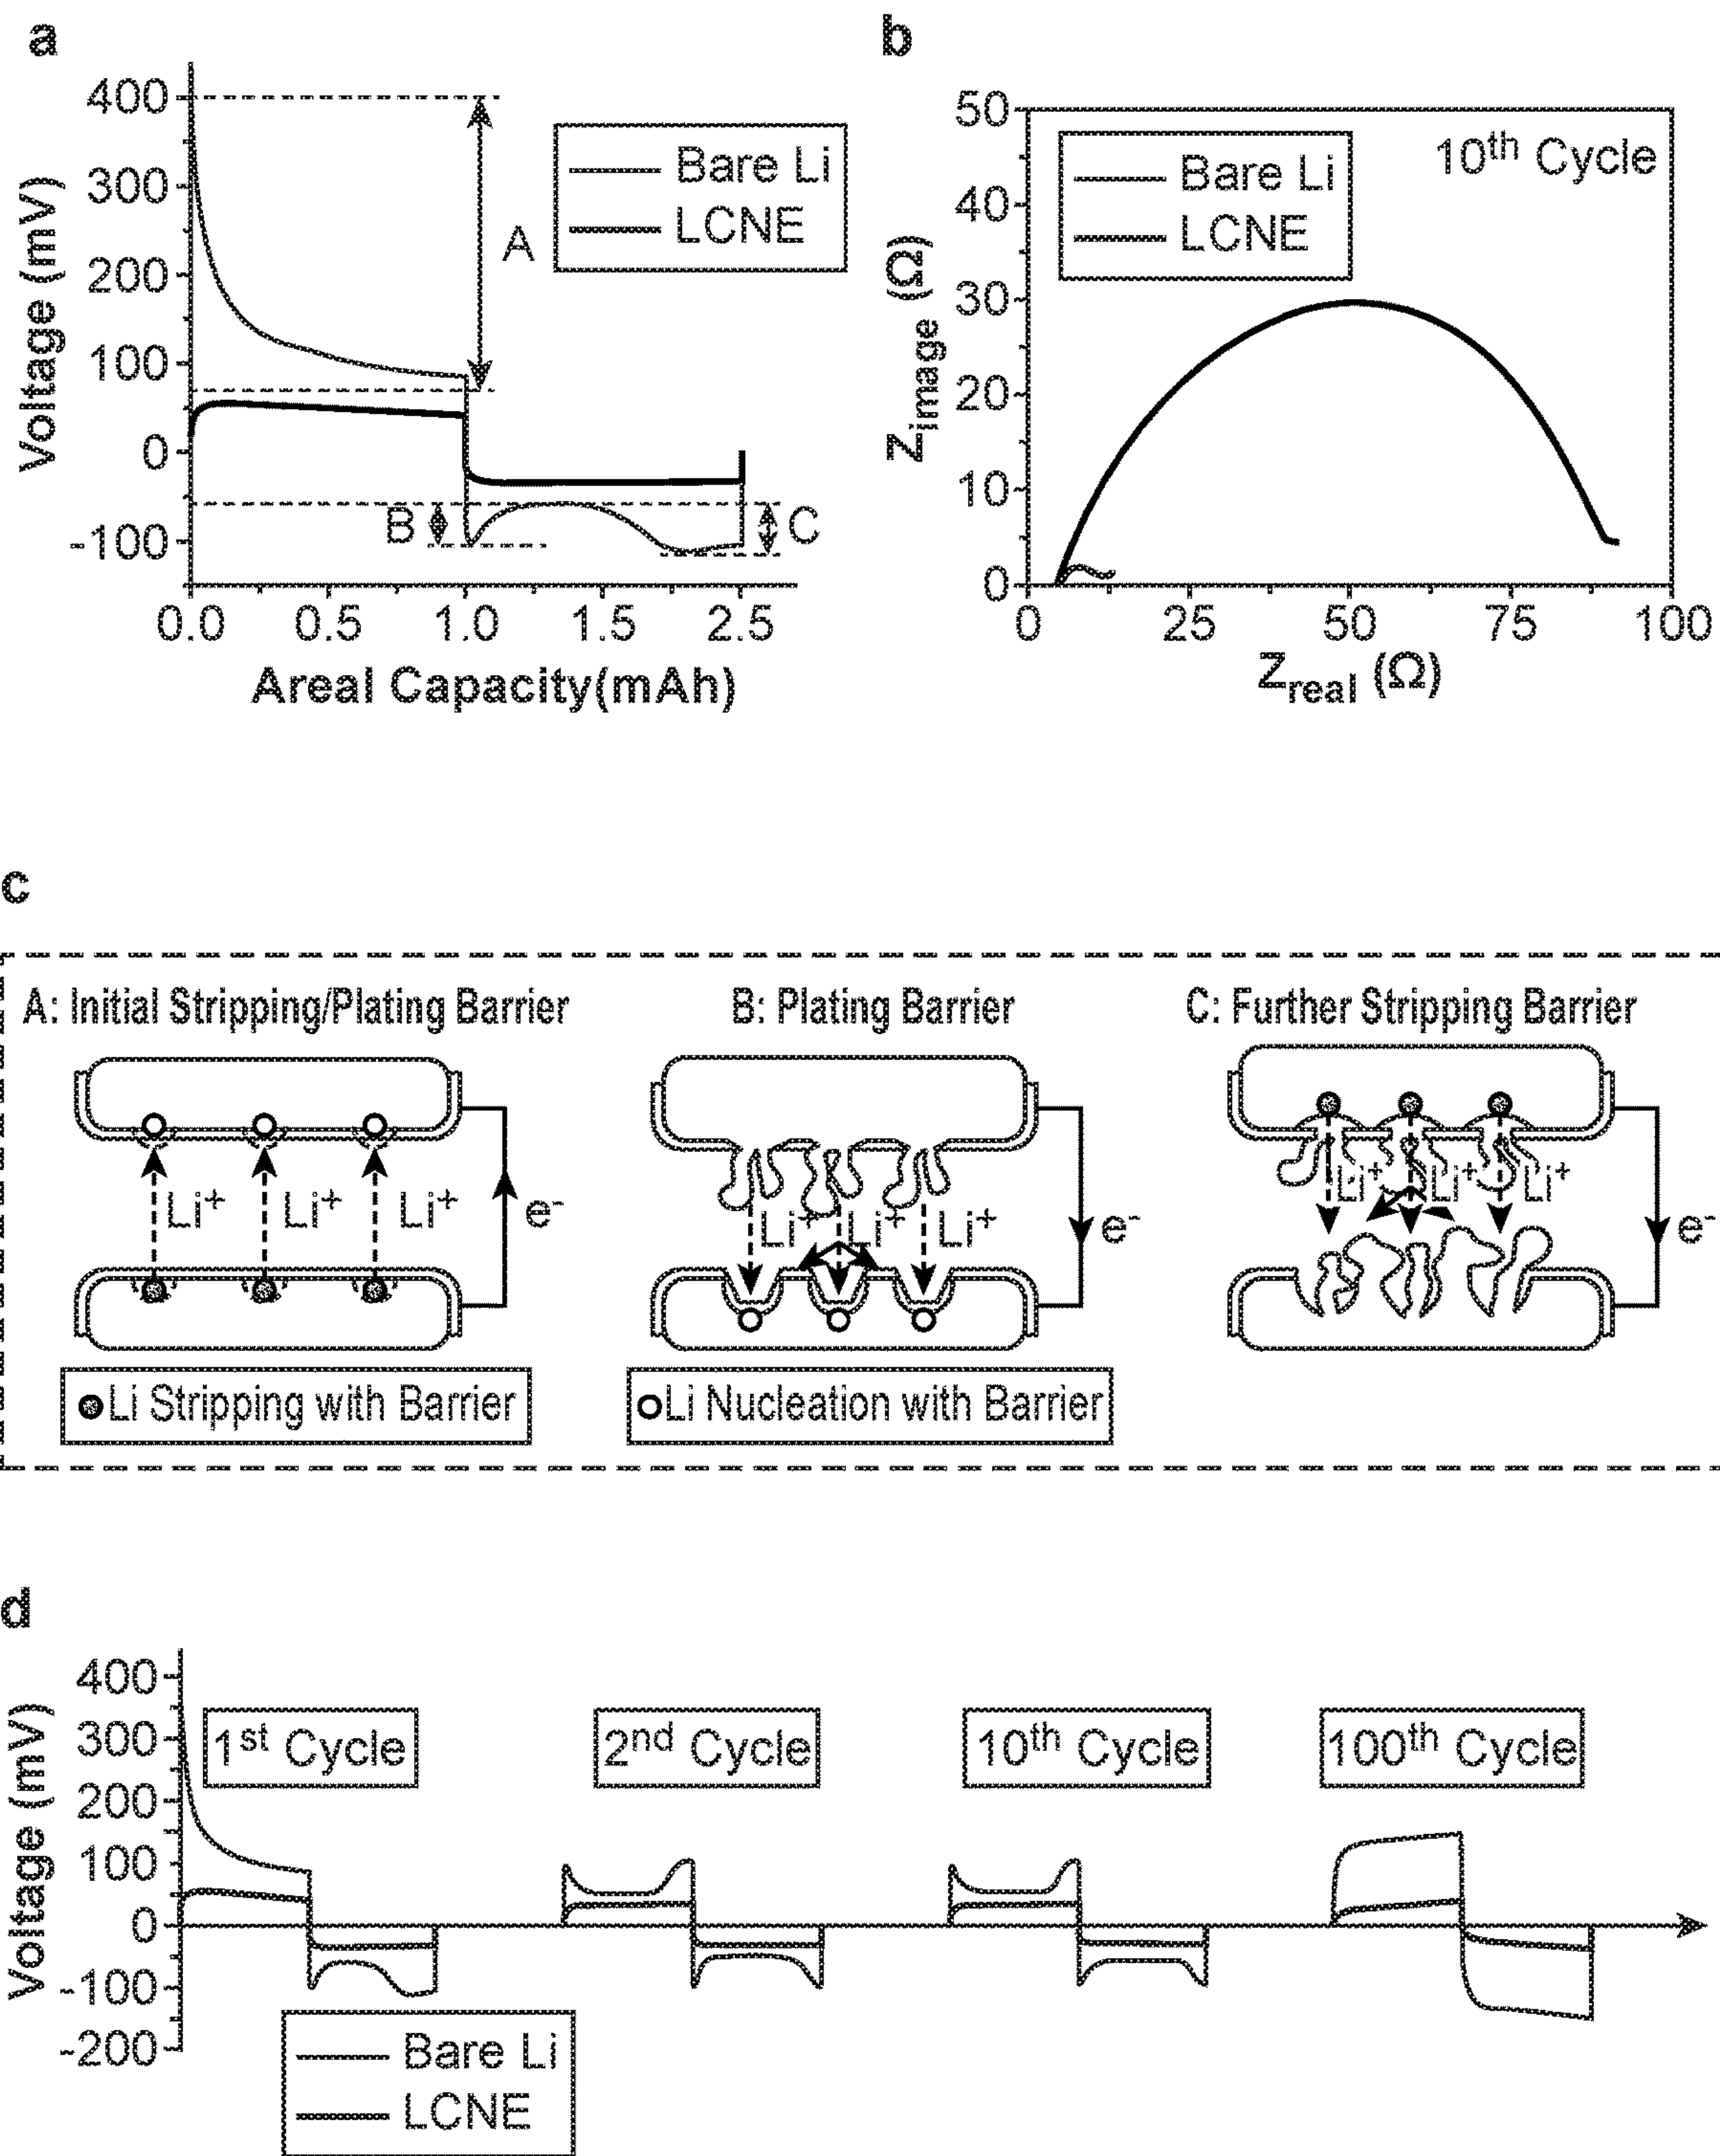 a
400
300
200
100
0
-100
Voltage (mV)
Bare Li
LCNE
A
B
C
0.0 0.5 1.0 1.5 2.5
Areal Capacity(mAh)
b
50
40
30
20
10
0
Zimage (Ω)
Bare Li
LCNE
10th Cycle
0 25 50 75 100
Zreal (Ω)
c
A: Initial Stripping/Plating Barrier
Li+ Li+ Li+ e-
Li Stripping with Barrier
B: Plating Barrier
Li+ Li+ Li+ e-
Li Nucleation with Barrier
C: Further Stripping Barrier
Li+ Li+ Li+ e-
d
400
300
200
100
0
-100
-200
Voltage (mV)
1st Cycle
2nd Cycle
10th Cycle
100th Cycle
Bare Li
LCNE